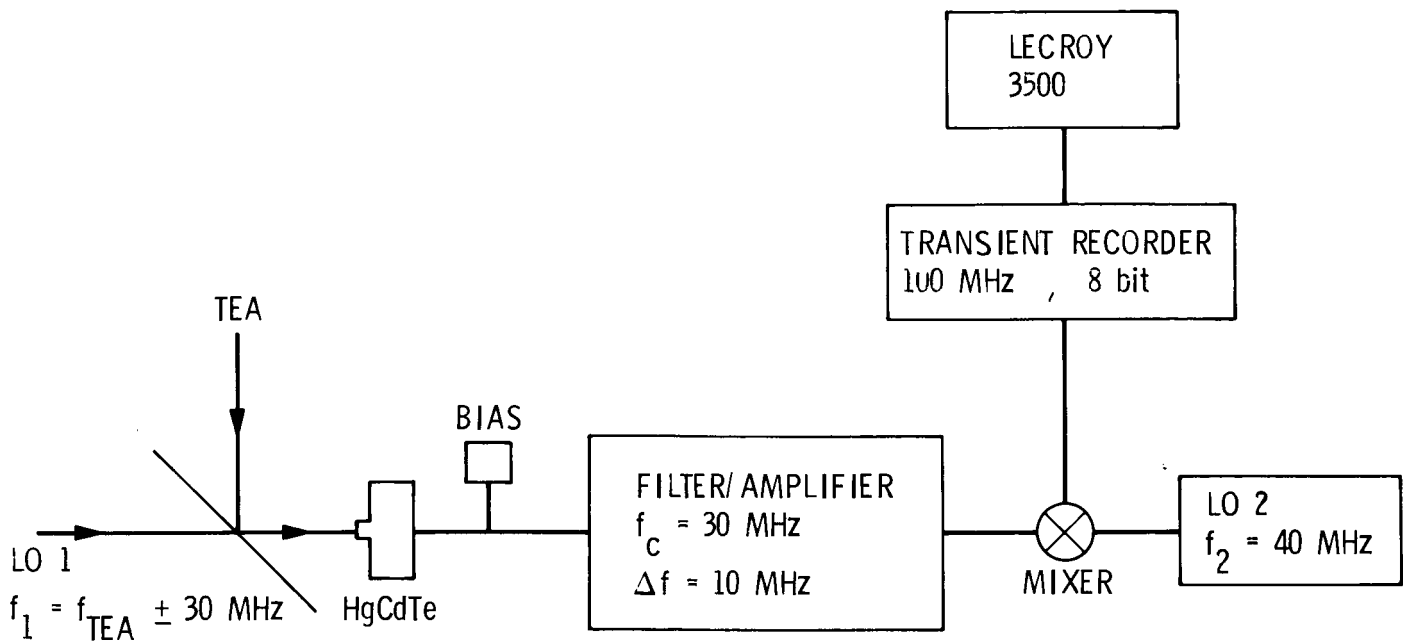 LECROY
3500
TRANSIENT RECORDER
100 MHz , 8 bit
TEA
BIAS
FILTER/AMPLIFIER
f_c = 30 MHz
Δf = 10 MHz
LO 2
f_2 = 40 MHz
MIXER
LO 1
f_1 = f_TEA ± 30 MHz
HgCdTe